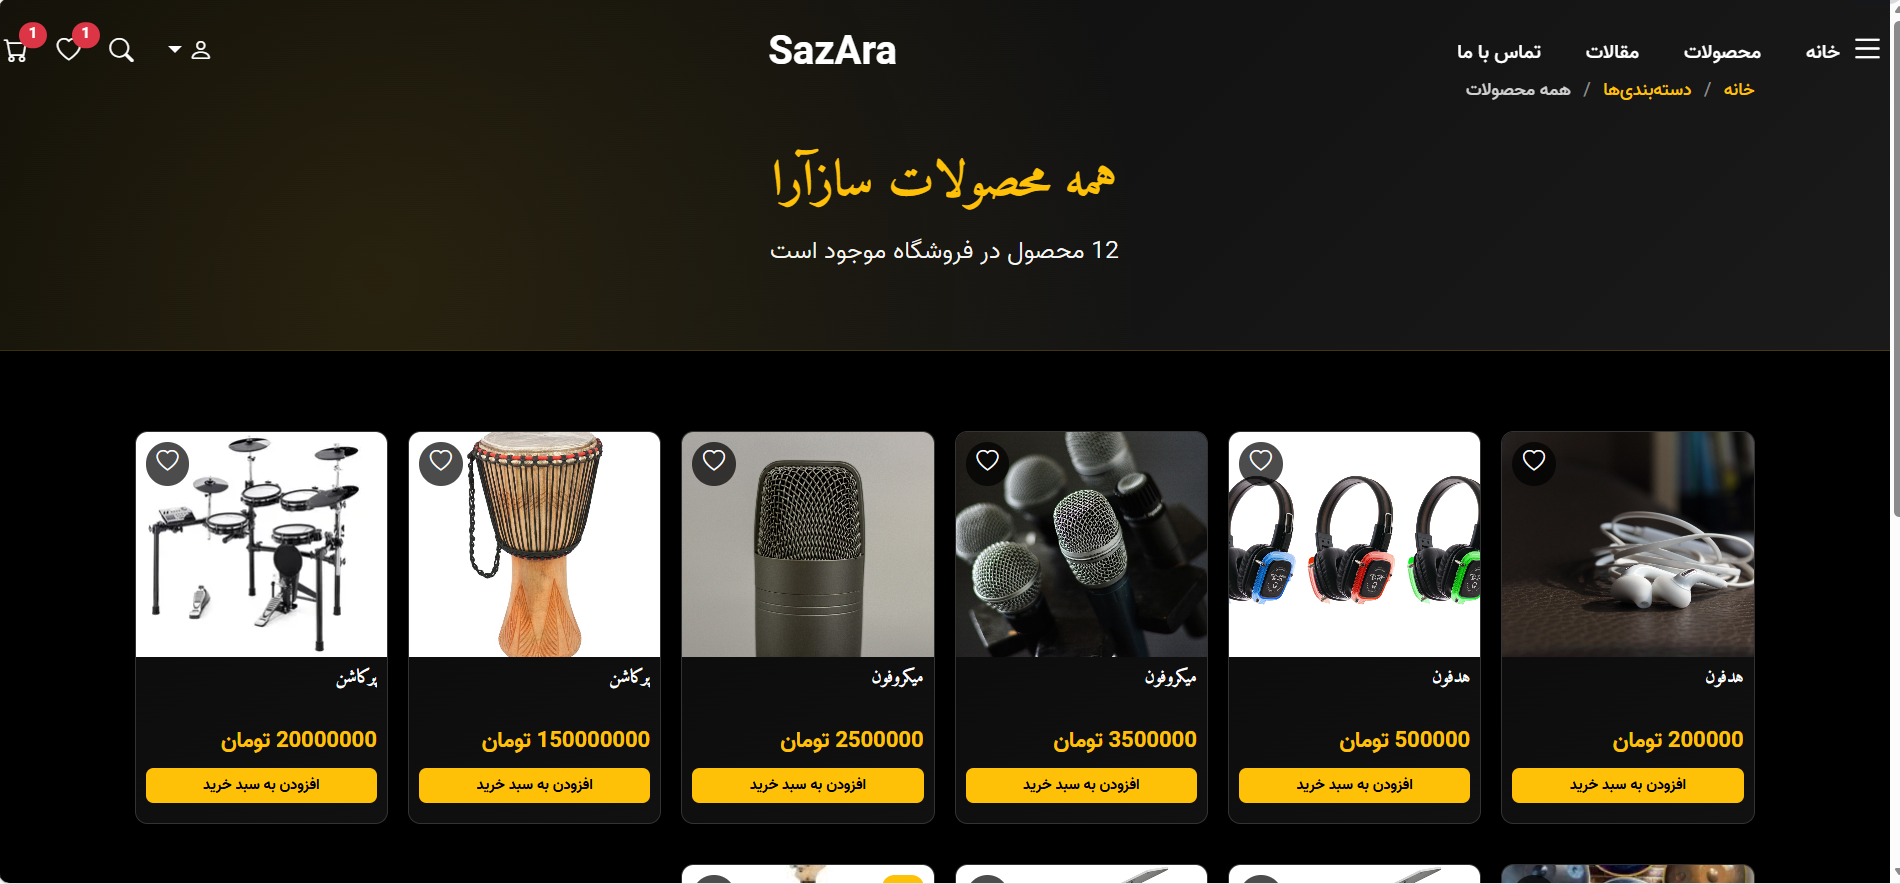 خانه
محصولات
مقالات
تماس با ما
SazAra
1
1
خانه / دسته‌بندی‌ها / همه محصولات
همه محصولات سازآرا
12 محصول در فروشگاه موجود است
هدفون
200000 تومان
افزودن به سبد خرید
هدفون
500000 تومان
افزودن به سبد خرید
میکروفون
3500000 تومان
افزودن به سبد خرید
میکروفون
2500000 تومان
افزودن به سبد خرید
پرکاشن
150000000 تومان
افزودن به سبد خرید
پرکاشن
20000000 تومان
افزودن به سبد خرید